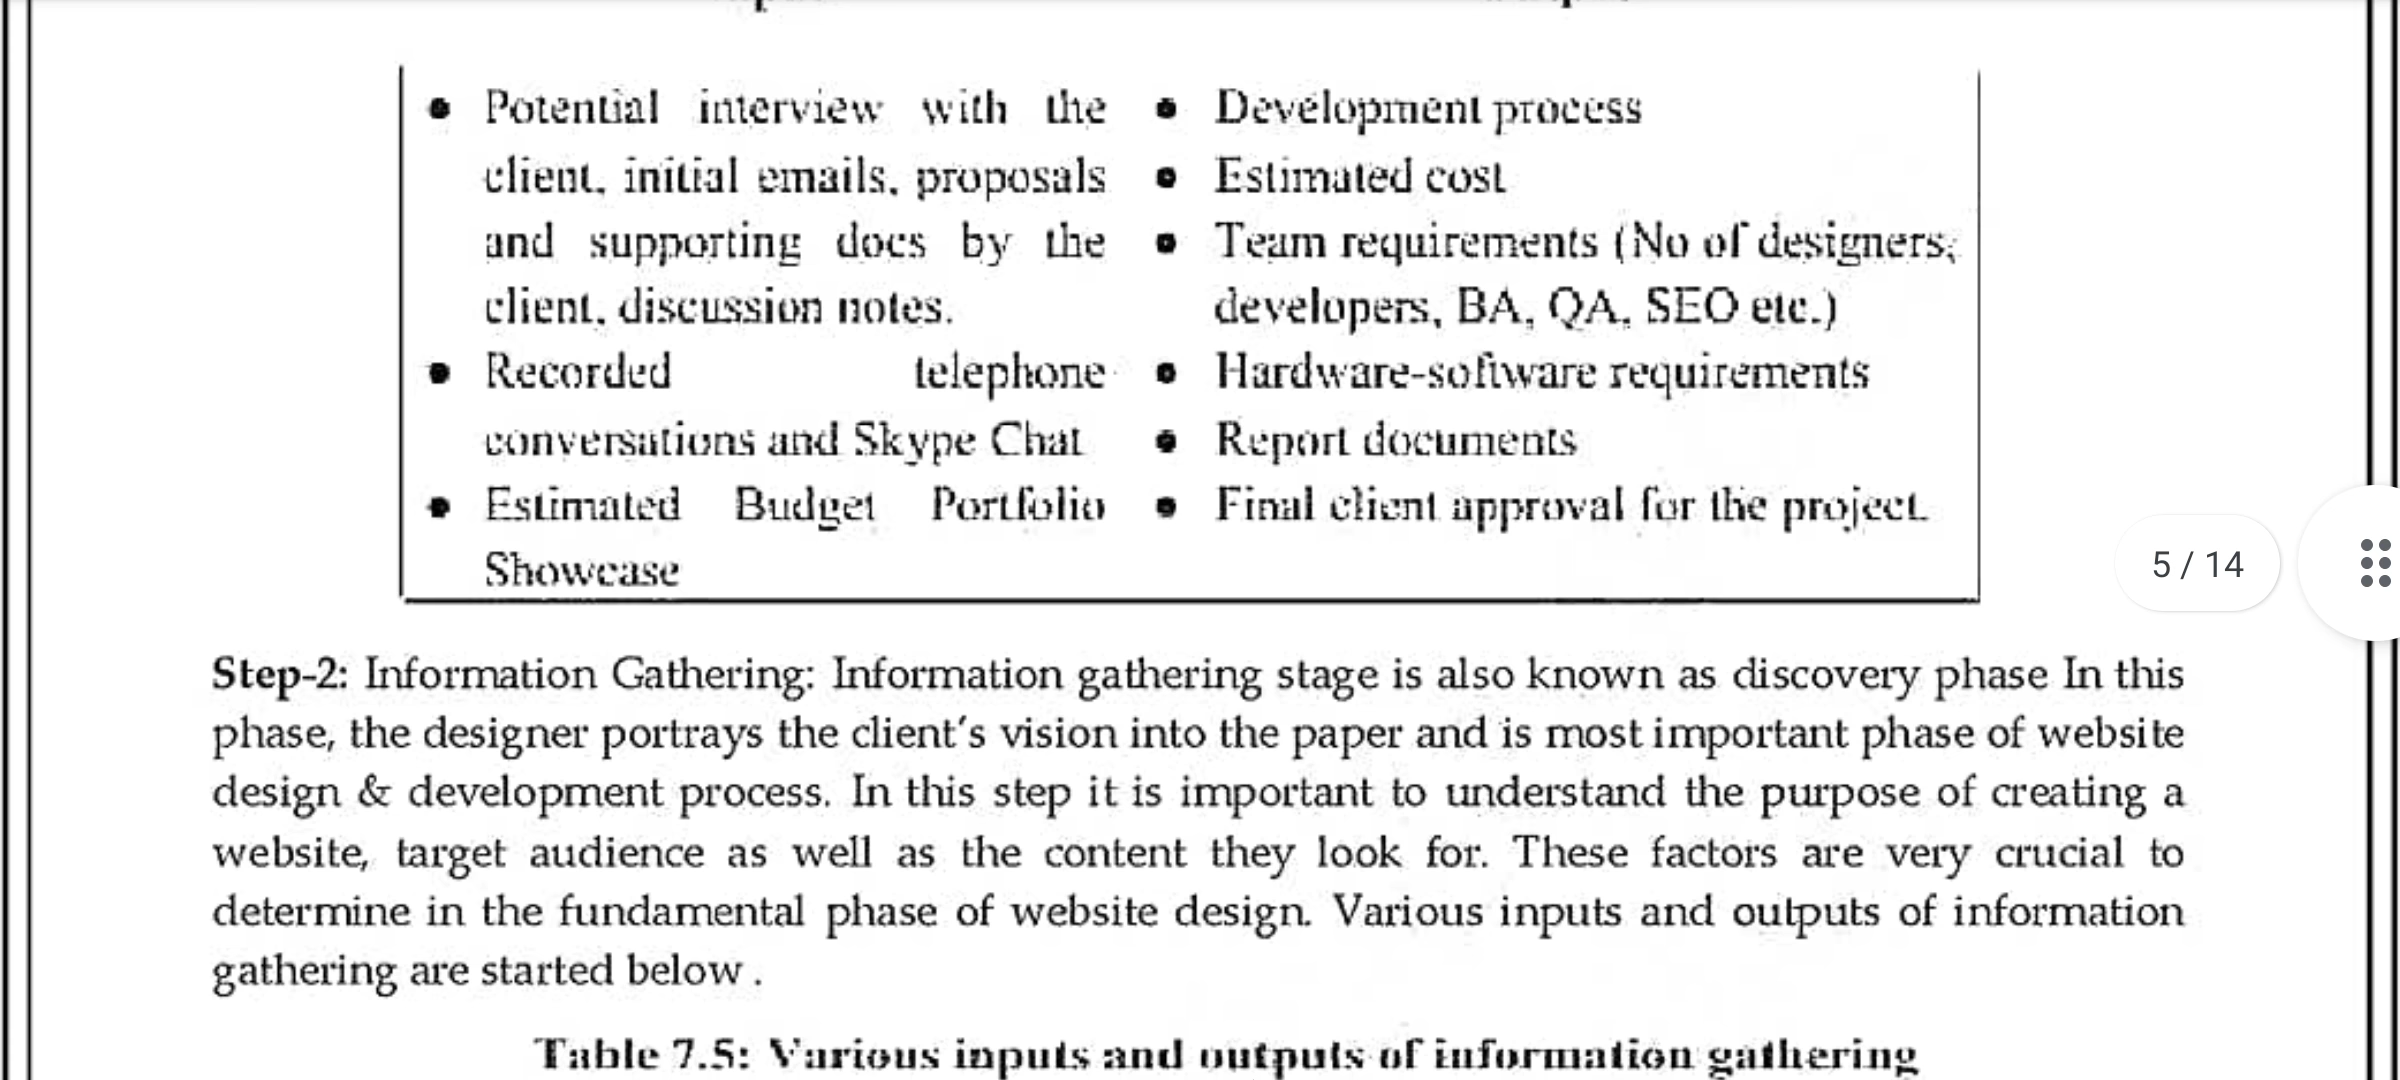 Potential interview with the
client, initial emails, proposals
and supporting docs by the
client, discussion notes.
Recorded telephone
conversations and Skype Chat
Estimated Budget Portfolio
Showcase
Development process
Estimated cost
Team requirements (No of designers,
developers, BA, QA, SEO etc.)
Hardware-software requirements
Report documents
Final client approval for the project.
5 / 14
Step-2: Information Gathering: Information gathering stage is also known as discovery phase In this
phase, the designer portrays the client's vision into the paper and is most important phase of website
design & development process. In this step it is important to understand the purpose of creating a
website, target audience as well as the content they look for. These factors are very crucial to
determine in the fundamental phase of website design. Various inputs and outputs of information
gathering are started below .
Table 7.5: Various inputs and outputs of information gathering